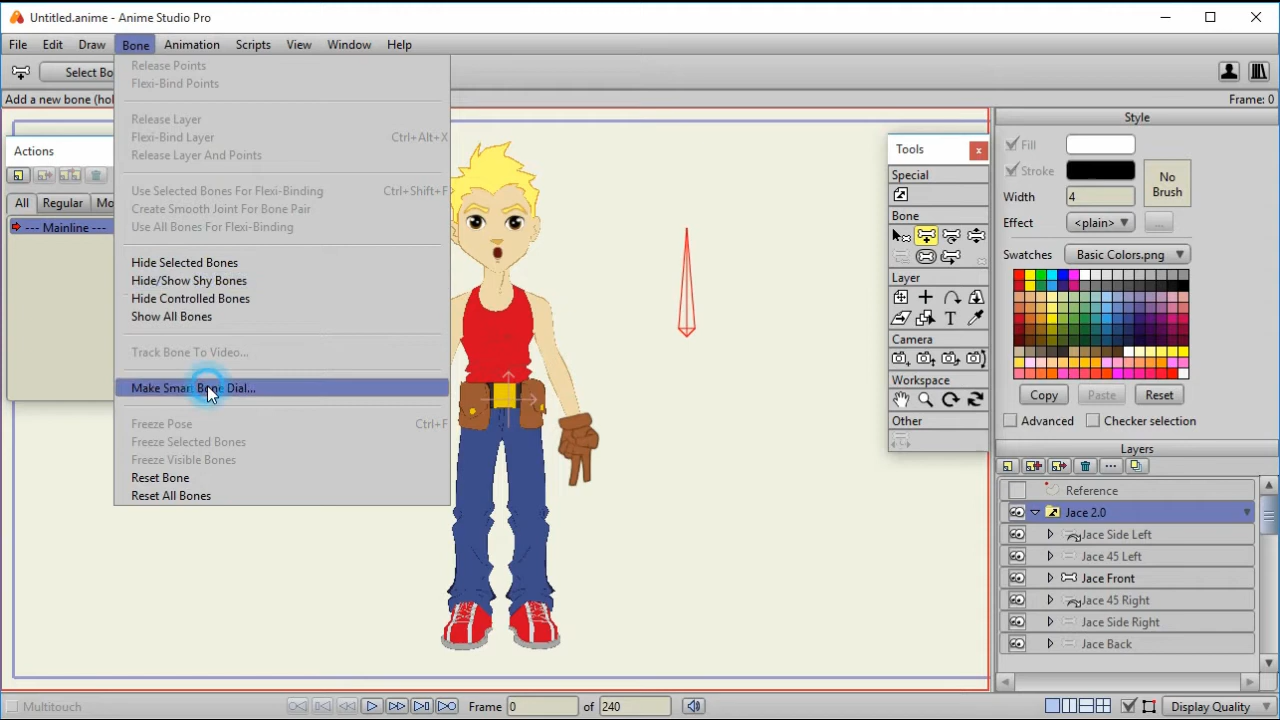 Untitled.anime - Anime Studio Pro
File Edit Draw Bone Animation Scripts View Window Help
Select Bo
Add a new bone (hol
Frame: 0
Release Points
Flexi-Bind Points
Release Layer
Flexi-Bind Layer Ctrl+Alt+X
Release Layer And Points
Use Selected Bones For Flexi-Binding Ctrl+Shift+F
Create Smooth Joint For Bone Pair
Use All Bones For Flexi-Binding
Hide Selected Bones
Hide/Show Shy Bones
Hide Controlled Bones
Show All Bones
Track Bone To Video...
Make Smart Bone Dial...
Freeze Pose Ctrl+F
Freeze Selected Bones
Freeze Visible Bones
Reset Bone
Reset All Bones
Actions
All Regular Mo
--- Mainline ---
Tools
Special
Bone
Layer
T
Camera
Workspace
Other
Style
Fill
Stroke
No
Brush
Width 4
Effect <plain> ...
Swatches Basic Colors.png
Copy Paste Reset
Advanced Checker selection
Layers
Reference
Jace 2.0
Jace Side Left
Jace 45 Left
Jace Front
Jace 45 Right
Jace Side Right
Jace Back
Multitouch
Frame 0 of 240
Display Quality